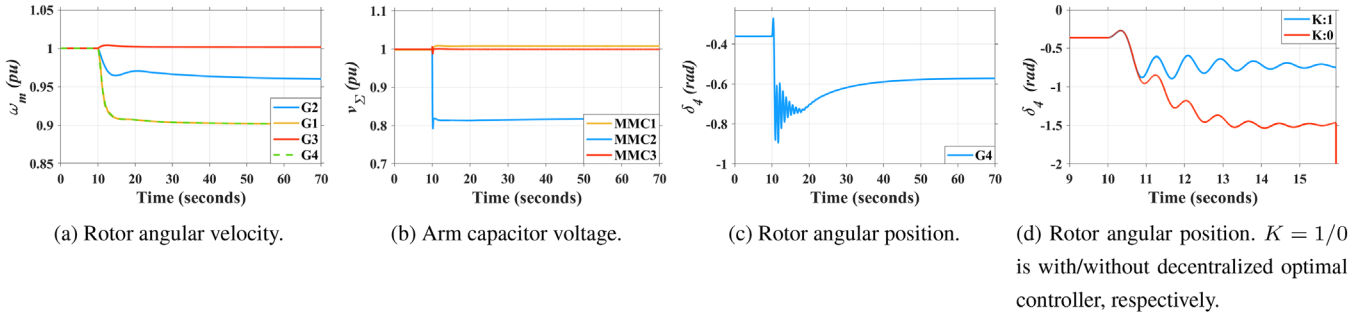 1.05
1
0.95
0.9
0.85
ω_m (pu)
0 10 20 30 40 50 60 70
Time (seconds)
G2
G1
G3
G4
(a) Rotor angular velocity.
1.1
1
0.9
0.8
0.7
v_Σ (pu)
0 10 20 30 40 50 60 70
Time (seconds)
MMC1
MMC2
MMC3
(b) Arm capacitor voltage.
-0.4
-0.6
-0.8
-1
δ_4 (rad)
0 10 20 30 40 50 60 70
Time (seconds)
G4
(c) Rotor angular position.
0
-0.5
-1
-1.5
-2
δ_4 (rad)
9 10 11 12 13 14 15
Time (seconds)
K:1
K:0
(d) Rotor angular position. K = 1/0
is with/without decentralized optimal
controller, respectively.